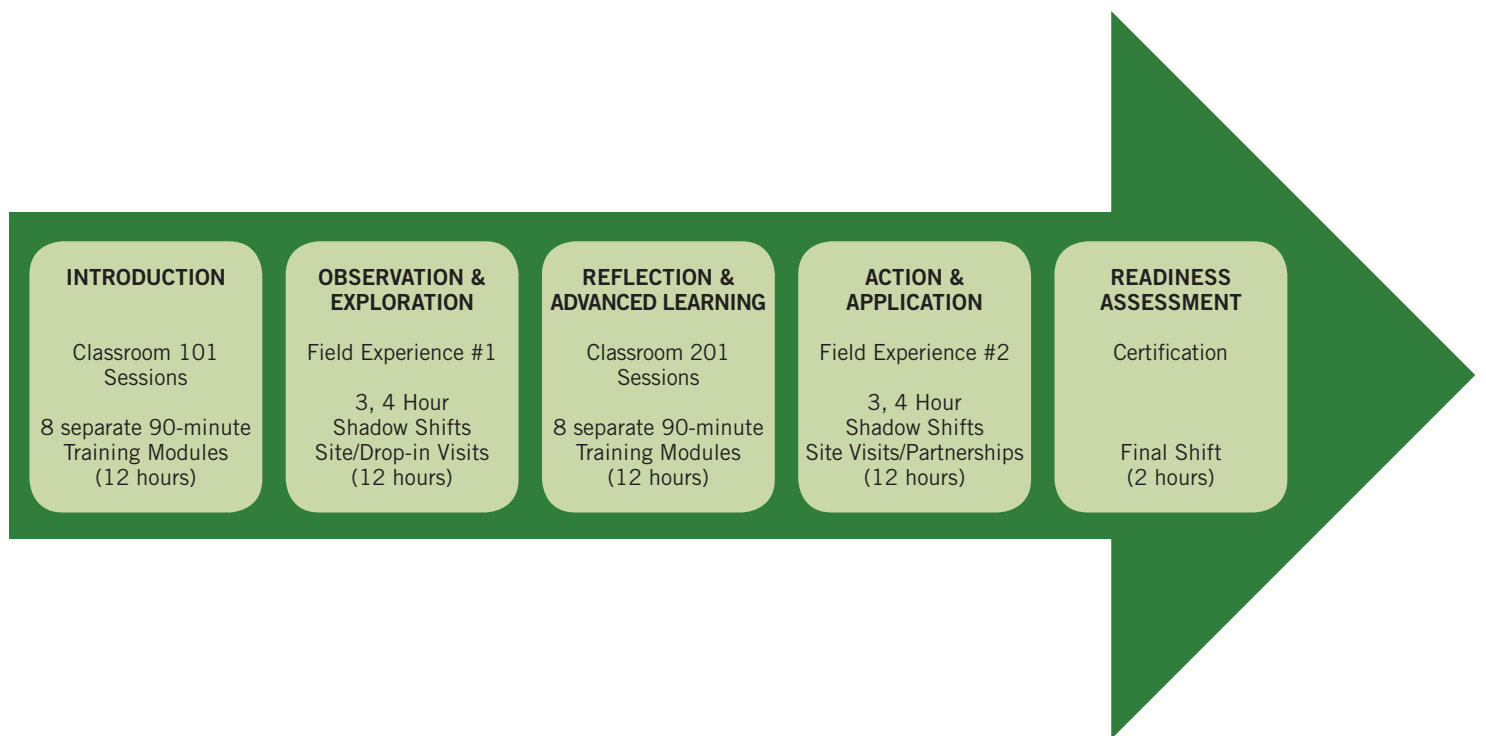 INTRODUCTION
Classroom 101
Sessions
8 separate 90-minute
Training Modules
(12 hours)
OBSERVATION &
EXPLORATION
Field Experience #1
3, 4 Hour
Shadow Shifts
Site/Drop-in Visits
(12 hours)
REFLECTION &
ADVANCED LEARNING
Classroom 201
Sessions
8 separate 90-minute
Training Modules
(12 hours)
ACTION &
APPLICATION
Field Experience #2
3, 4 Hour
Shadow Shifts
Site Visits/Partnerships
(12 hours)
READINESS
ASSESSMENT
Certification
Final Shift
(2 hours)